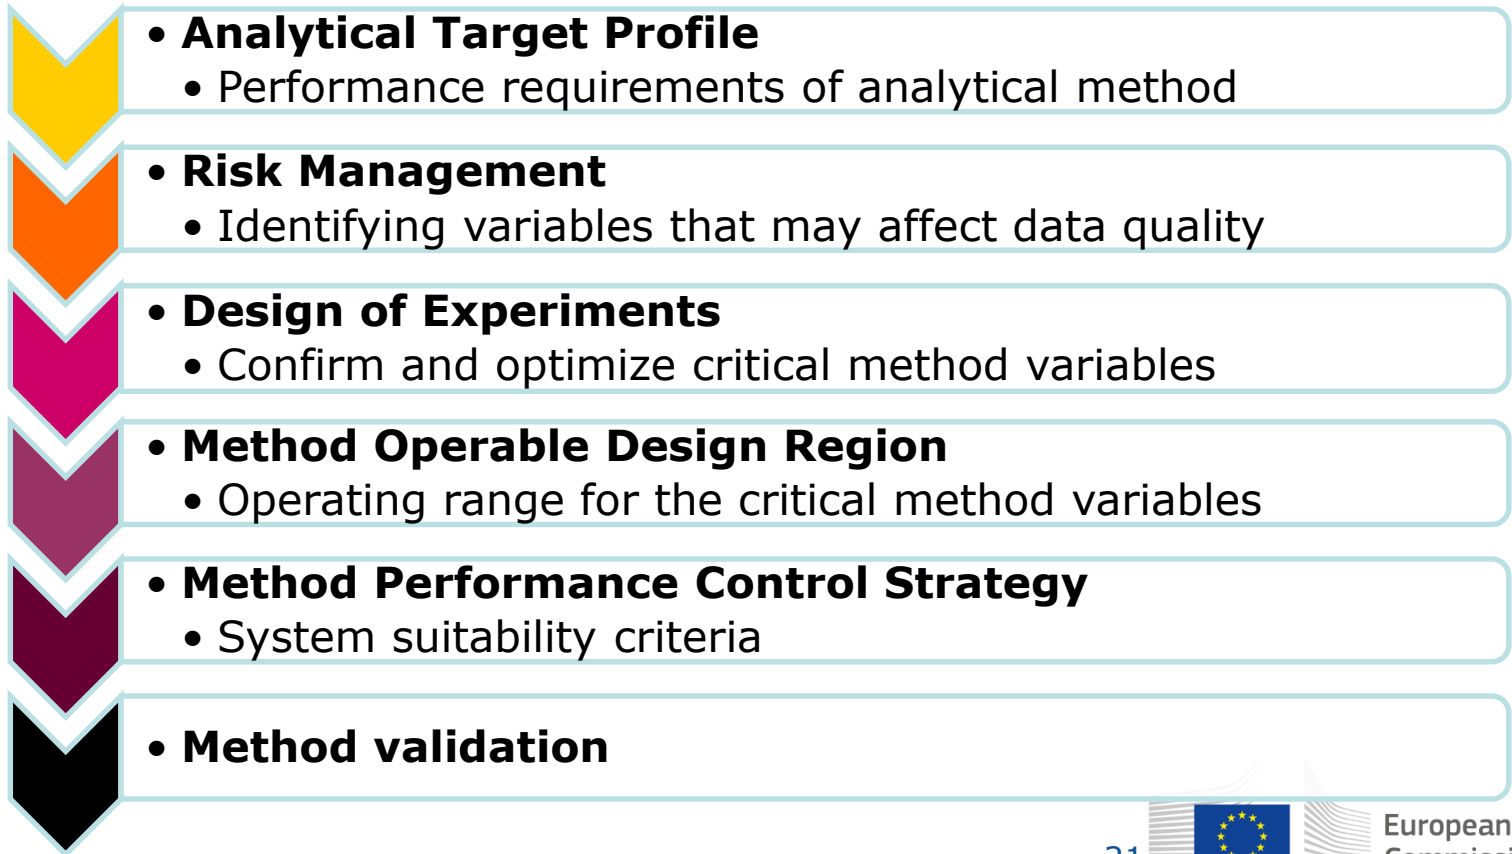 • Analytical Target Profile
• Performance requirements of analytical method
• Risk Management
• Identifying variables that may affect data quality
• Design of Experiments
• Confirm and optimize critical method variables
• Method Operable Design Region
• Operating range for the critical method variables
• Method Performance Control Strategy
• System suitability criteria
• Method validation
European